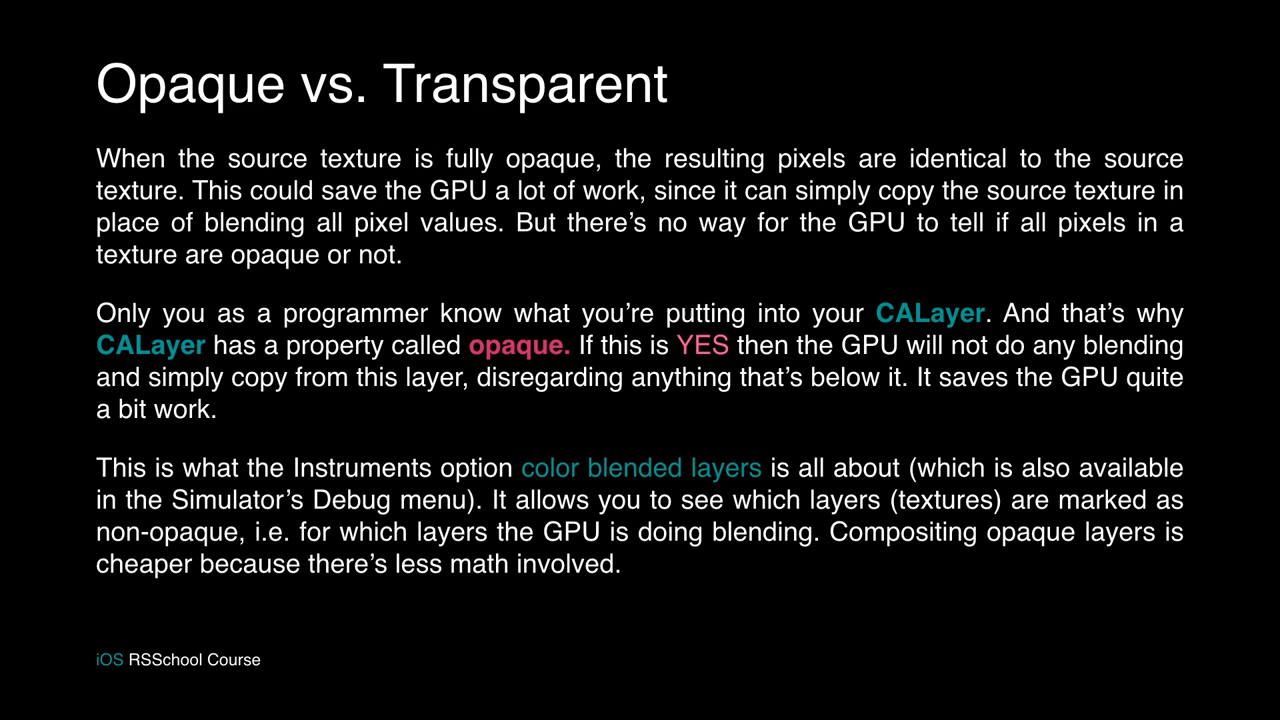 Opaque vs. Transparent
When the source texture is fully opaque, the resulting pixels are identical to the source
texture. This could save the GPU a lot of work, since it can simply copy the source texture in
place of blending all pixel values. But there’s no way for the GPU to tell if all pixels in a
texture are opaque or not.
Only you as a programmer know what you’re putting into your CALayer. And that’s why
CALayer has a property called opaque. If this is YES then the GPU will not do any blending
and simply copy from this layer, disregarding anything that’s below it. It saves the GPU quite
a bit work.
This is what the Instruments option color blended layers is all about (which is also available
in the Simulator’s Debug menu). It allows you to see which layers (textures) are marked as
non-opaque, i.e. for which layers the GPU is doing blending. Compositing opaque layers is
cheaper because there’s less math involved.
iOS RSSchool Course